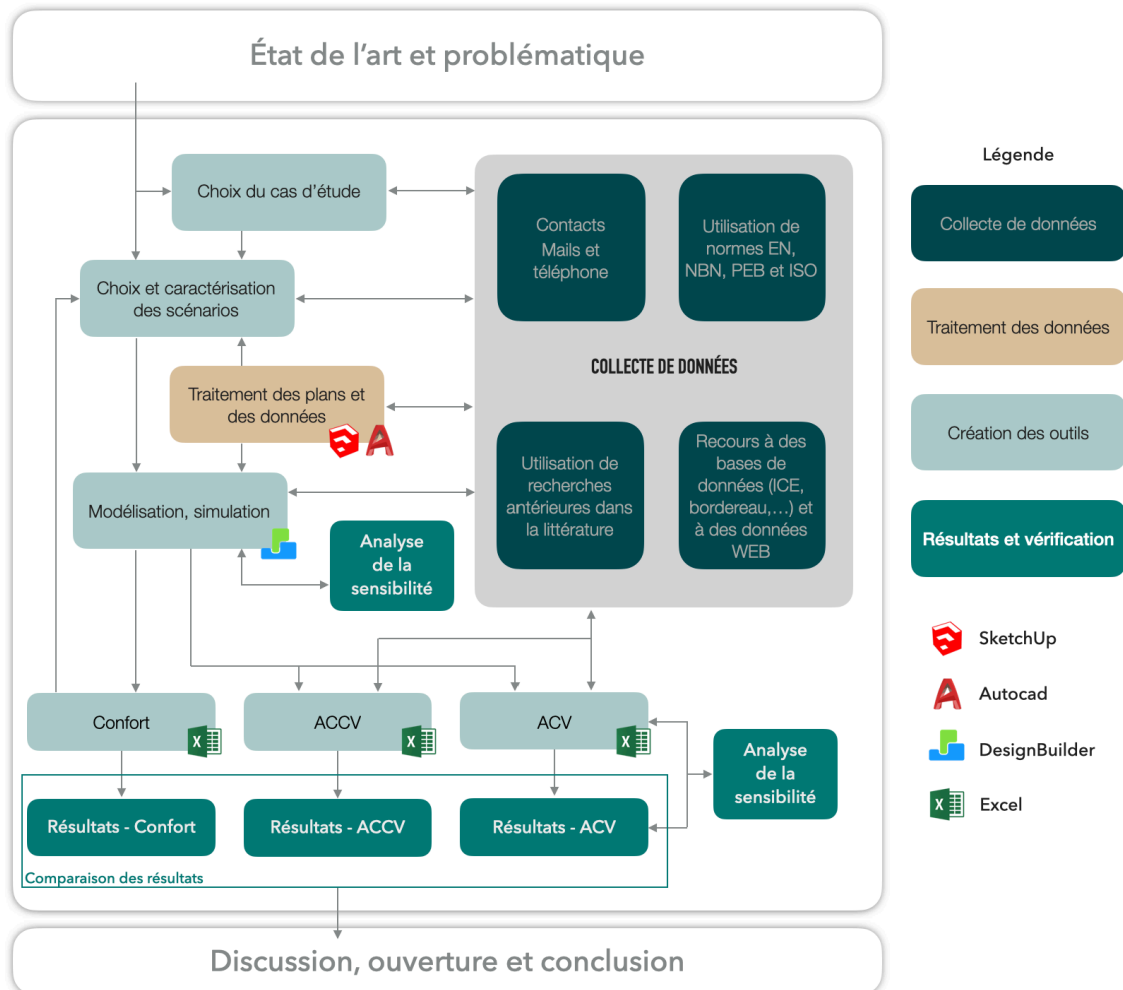 État de l'art et problématique
Choix du cas d'étude
Choix et caractérisation
des scénarios
Traitement des plans et
des données
Modélisation, simulation
Analyse
de la
sensibilité
Contacts
Mails et
téléphone
Utilisation de
normes EN,
NBN, PEB et ISO
COLLECTE DE DONNÉES
Utilisation de
recherches
antérieures dans
la littérature
Recours à des
bases de
données (ICE,
bordereau,...) et
à des données
WEB
Confort
ACCV
ACV
Analyse
de la
sensibilité
Résultats - Confort
Résultats - ACCV
Résultats - ACV
Comparaison des résultats
Discussion, ouverture et conclusion
Légende
Collecte de données
Traitement des données
Création des outils
Résultats et vérification
SketchUp
Autocad
DesignBuilder
Excel